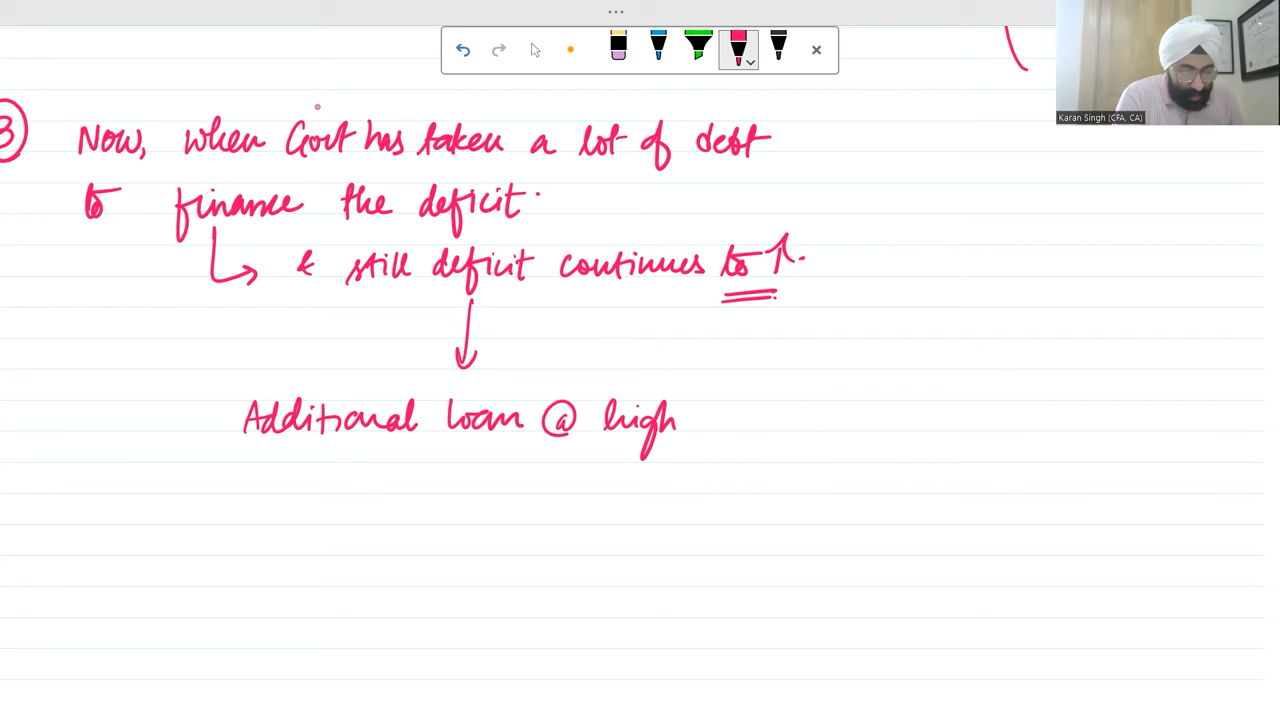 3 Now, when Govt has taken a lot of debt
to finance the deficit.
↳ & still deficit continues to ↑.
↓
Additional loan @ high
Karan Singh (CFA, CA)